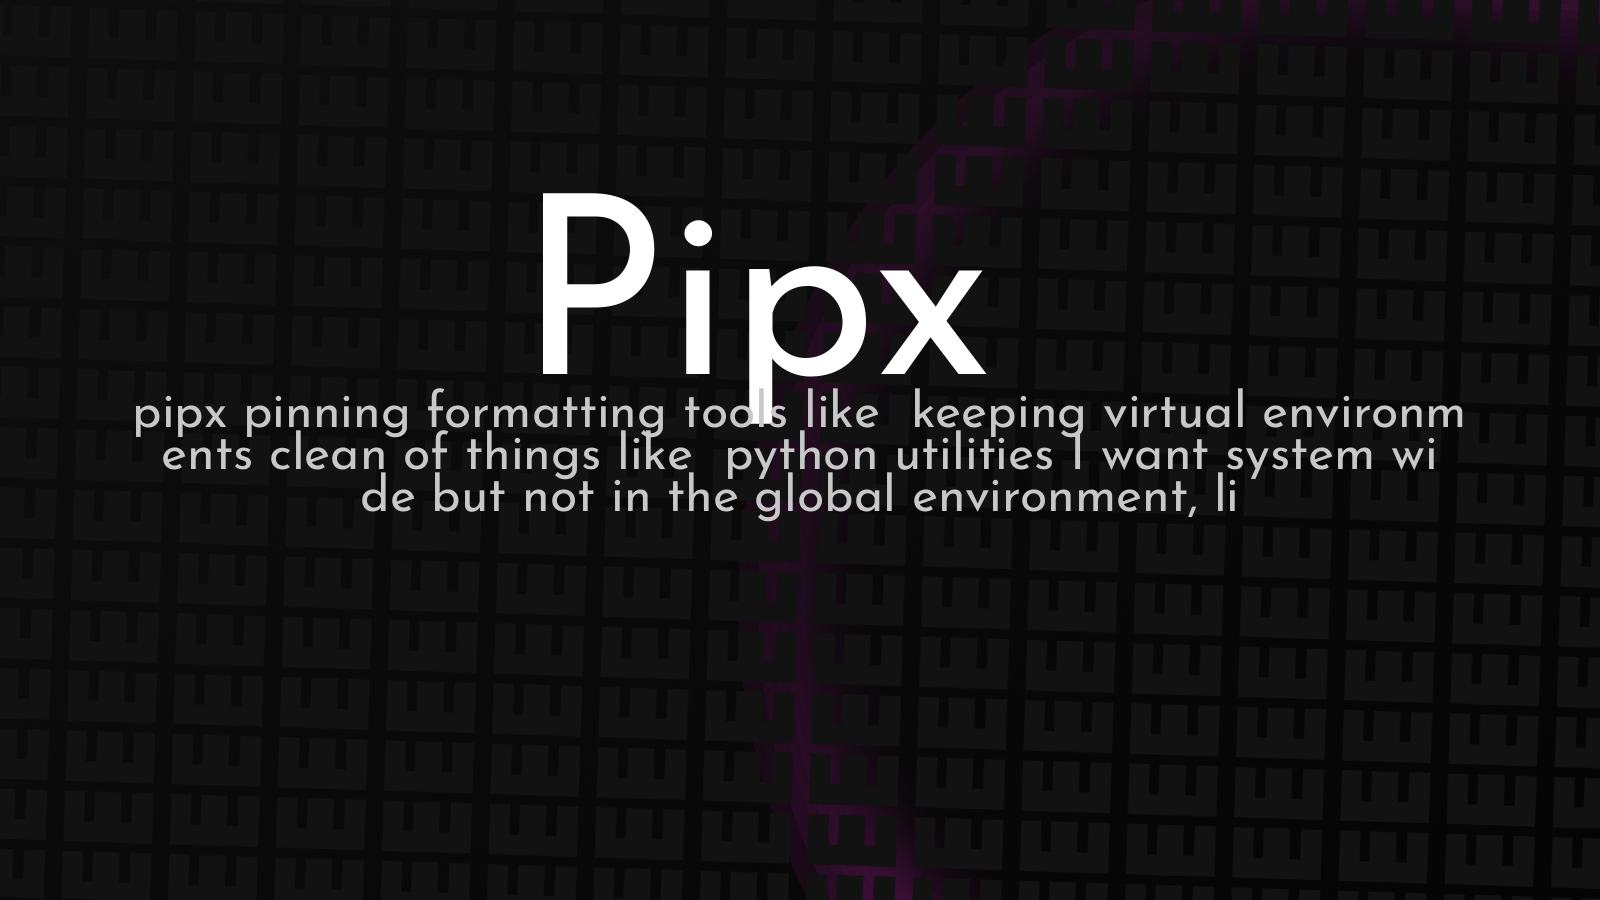 Pipx
pipx pinning formatting tools like  keeping virtual environm
ents clean of things like  python utilities I want system wi
de but not in the global environment, li